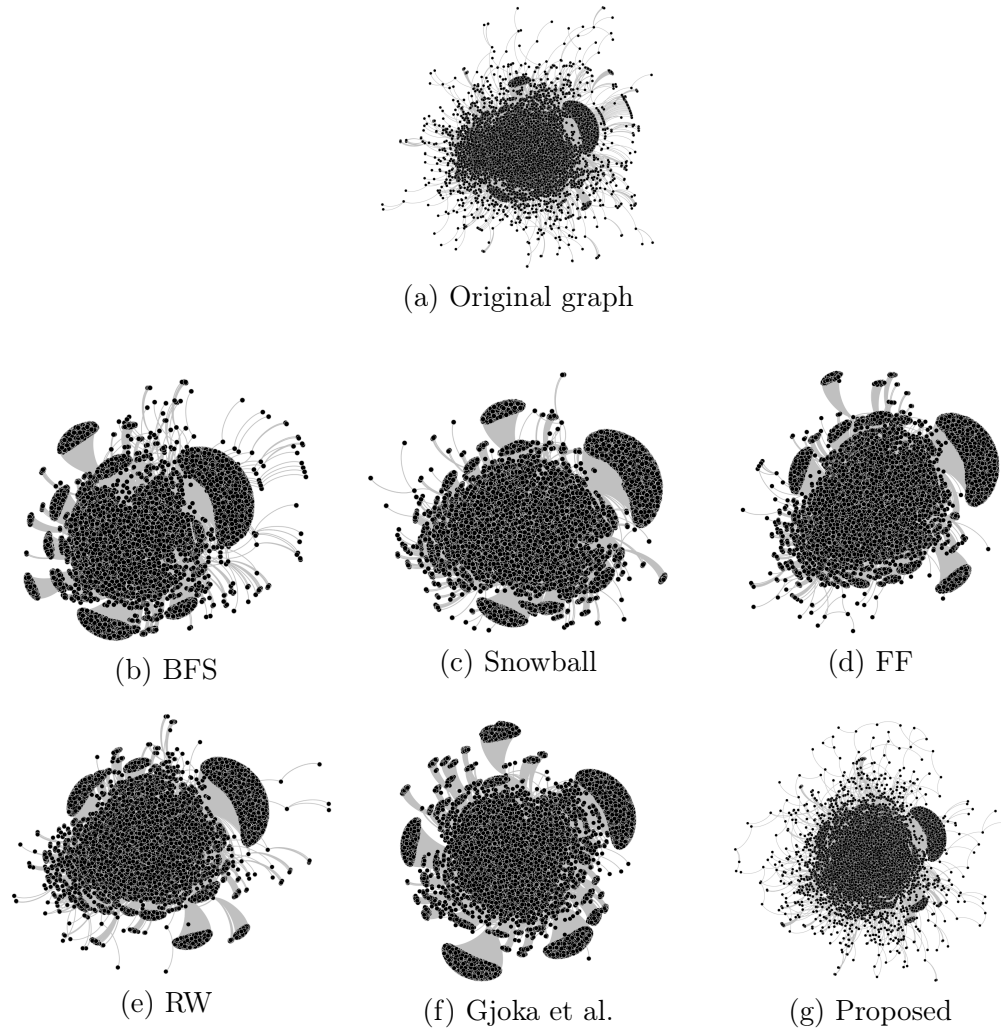 (a) Original graph
(b) BFS
(c) Snowball
(d) FF
(e) RW
(f) Gjoka et al.
(g) Proposed